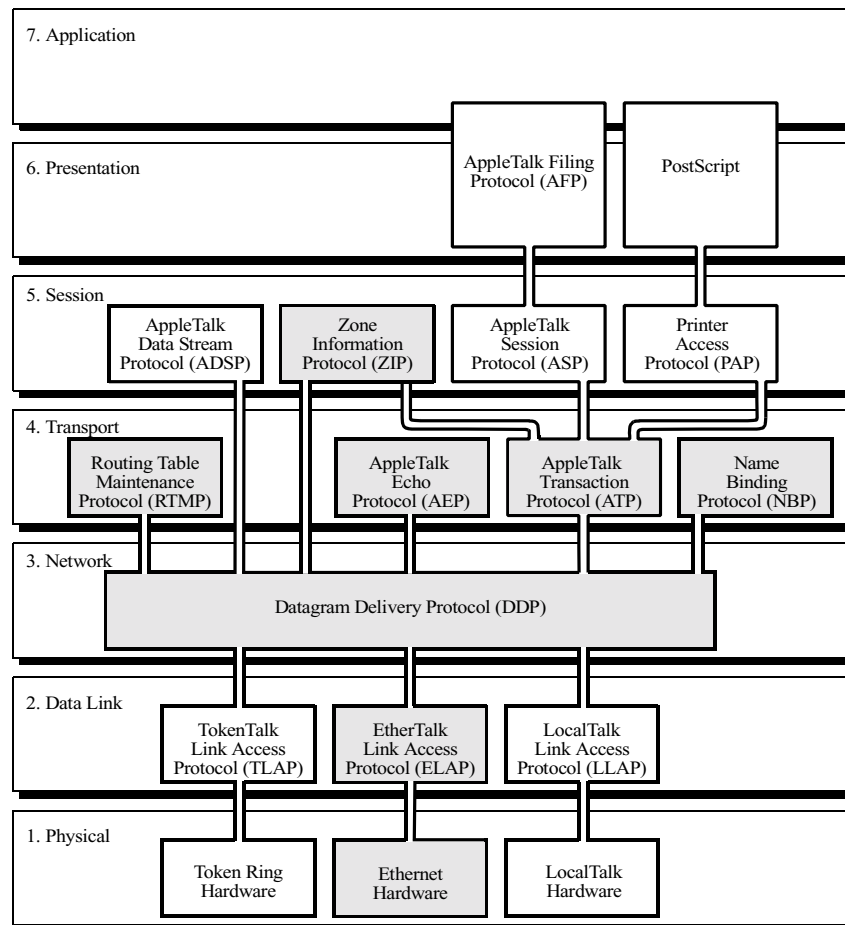 7. Application
6. Presentation
AppleTalk Filing
Protocol (AFP)
PostScript
5. Session
AppleTalk
Data Stream
Protocol (ADSP)
Zone
Information
Protocol (ZIP)
AppleTalk
Session
Protocol (ASP)
Printer
Access
Protocol (PAP)
4. Transport
Routing Table
Maintenance
Protocol (RTMP)
AppleTalk
Echo
Protocol (AEP)
AppleTalk
Transaction
Protocol (ATP)
Name
Binding
Protocol (NBP)
3. Network
Datagram Delivery Protocol (DDP)
2. Data Link
TokenTalk
Link Access
Protocol (TLAP)
EtherTalk
Link Access
Protocol (ELAP)
LocalTalk
Link Access
Protocol (LLAP)
1. Physical
Token Ring
Hardware
Ethernet
Hardware
LocalTalk
Hardware